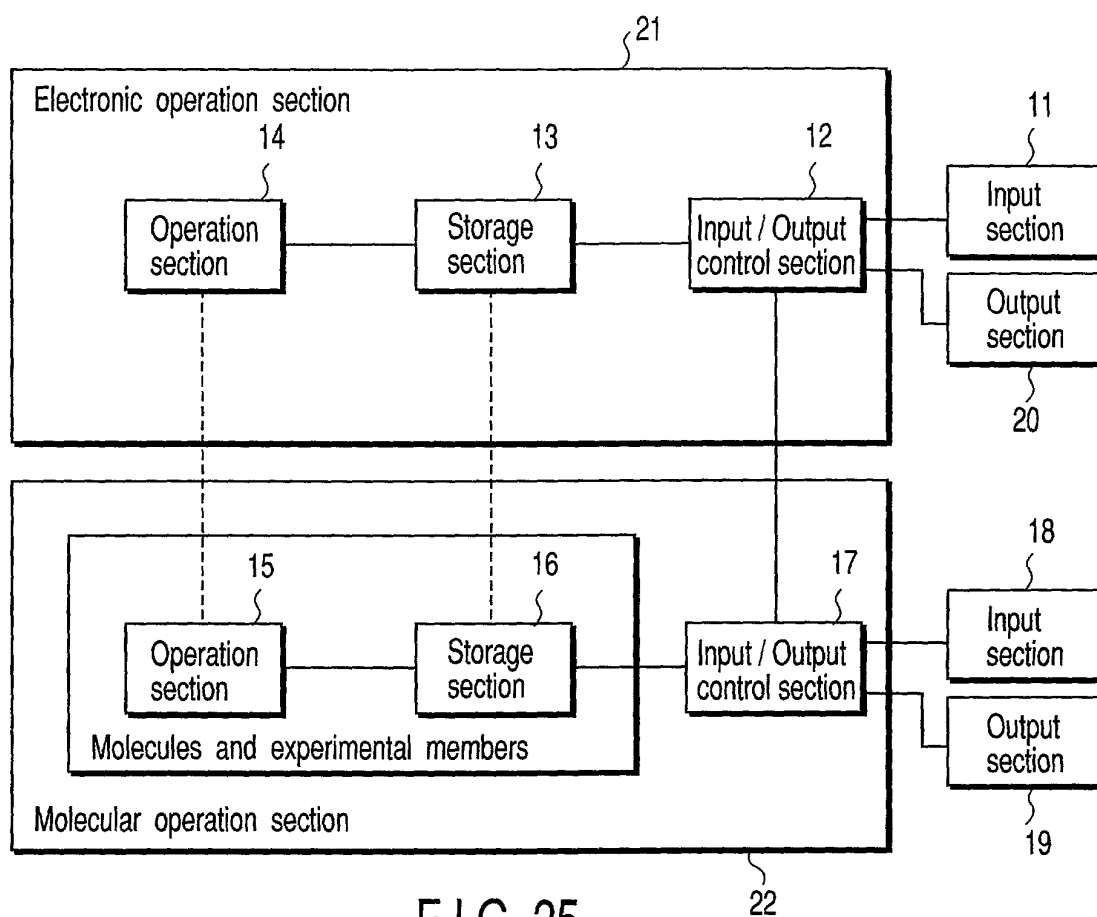 21
Electronic operation section
11
14
13
12
Input
section
Operation
section
Storage
section
Input / Output
control section
Output
section
20
18
15
16
17
Input
section
Operation
section
Storage
section
Input / Output
control section
Molecules and experimental members
Output
section
Molecular operation section
19
22
FIG. 25